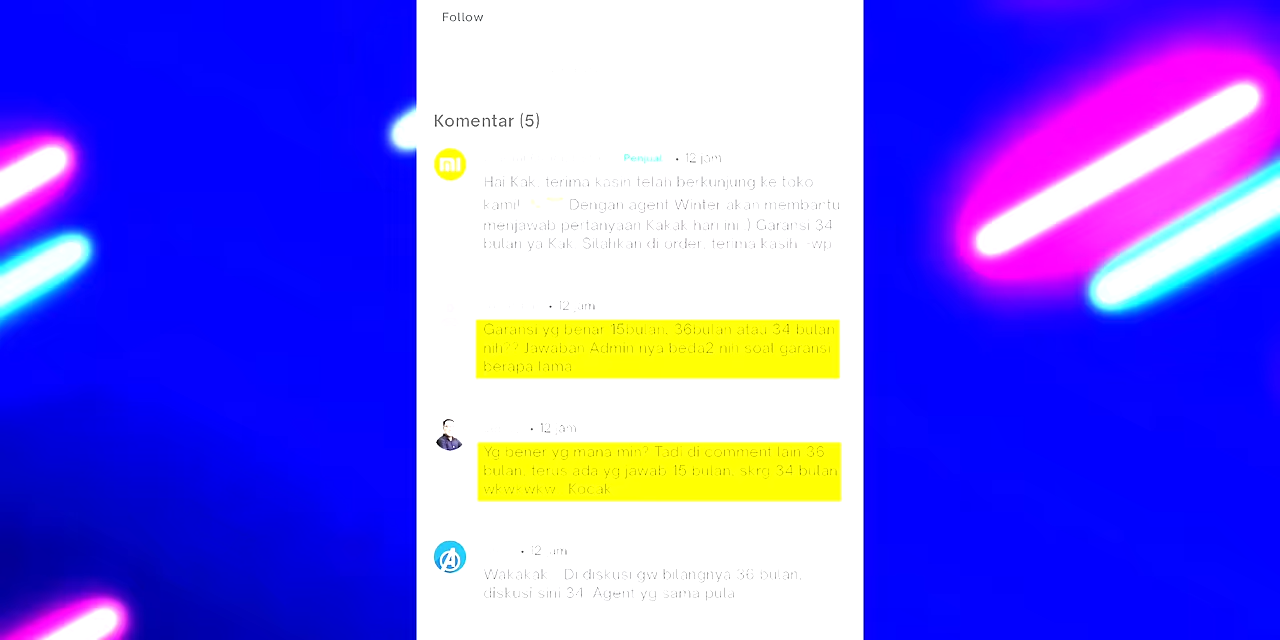 Follow
Komentar (5)
mi
Penjual • 12 jam
Hai Kak, terima kasih telah berkunjung ke toko
kami! Dengan agent Winter akan membantu
menjawab pertanyaan Kakak hari ini :) Garansi 34
bulan ya Kak. Silahkan di order, terima kasih. -wp
• 12 jam
Garansi yg benar 15bulan, 36bulan atau 34 bulan
nih?? Jawaban Admin nya beda2 nih soal garansi
berapa lama
• 12 jam
Yg bener yg mana min? Tadi di comment lain 36
bulan, terus ada yg jawab 15 bulan, skrg 34 bulan
wkwkwkw.. Kocak
• 12 jam
Wakakak... Di diskusi gw bilangnya 36 bulan,
diskusi sini 34. Agent yg sama pula